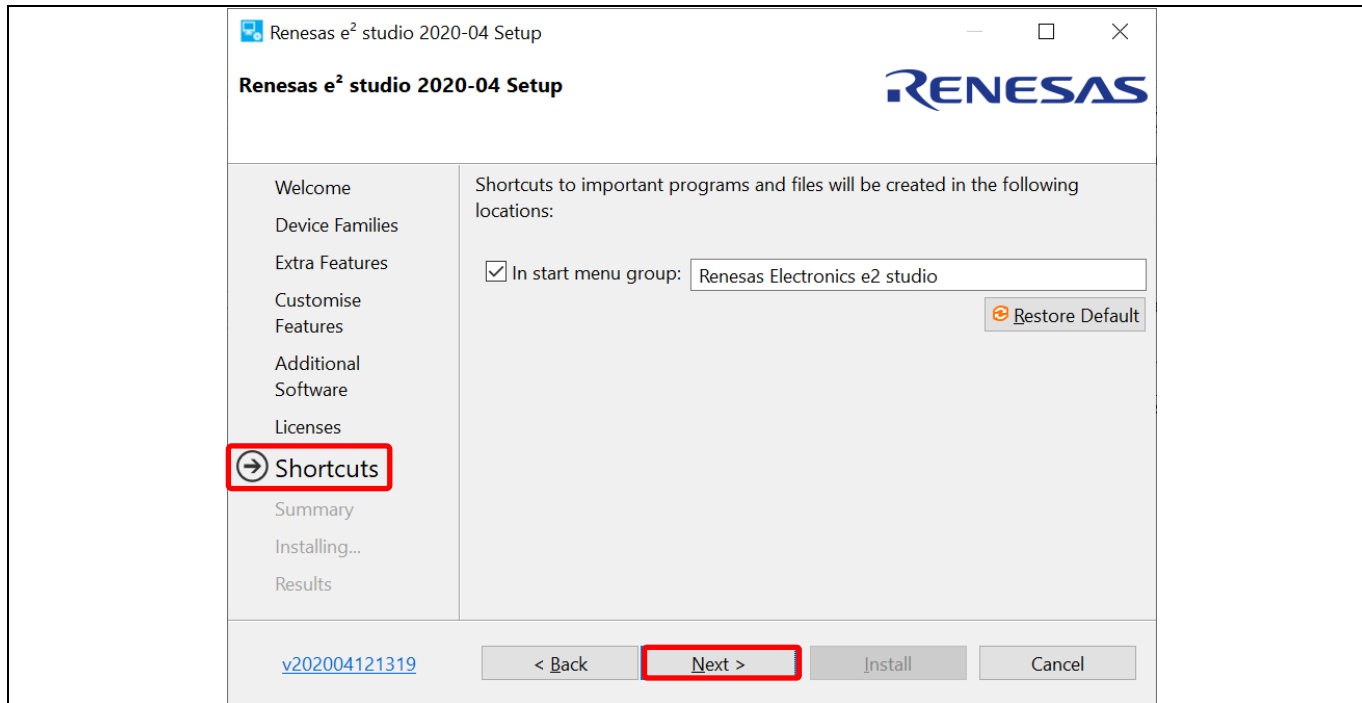 Renesas e² studio 2020-04 Setup
Renesas e² studio 2020-04 Setup
RENESAS
Welcome
Device Families
Extra Features
Customise
Features
Additional
Software
Licenses
Shortcuts
Summary
Installing...
Results
Shortcuts to important programs and files will be created in the following
locations:
In start menu group: Renesas Electronics e2 studio
Restore Default
v202004121319 < Back Next > Install Cancel